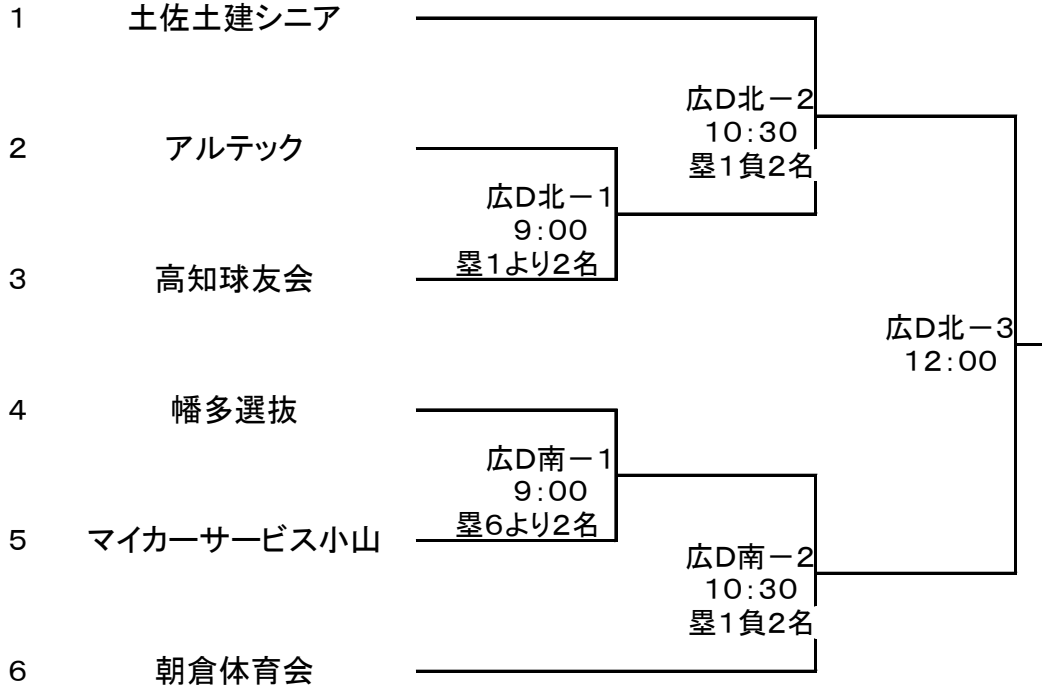 1 土佐土建シニア
広D北－2
10:30
塁1負2名
2 アルテック
広D北－1
9:00
塁1より2名
3 高知球友会
広D北－3
12:00
4 幡多選抜
広D南－1
9:00
塁6より2名
5 マイカーサービス小山
広D南－2
10:30
塁1負2名
6 朝倉体育会